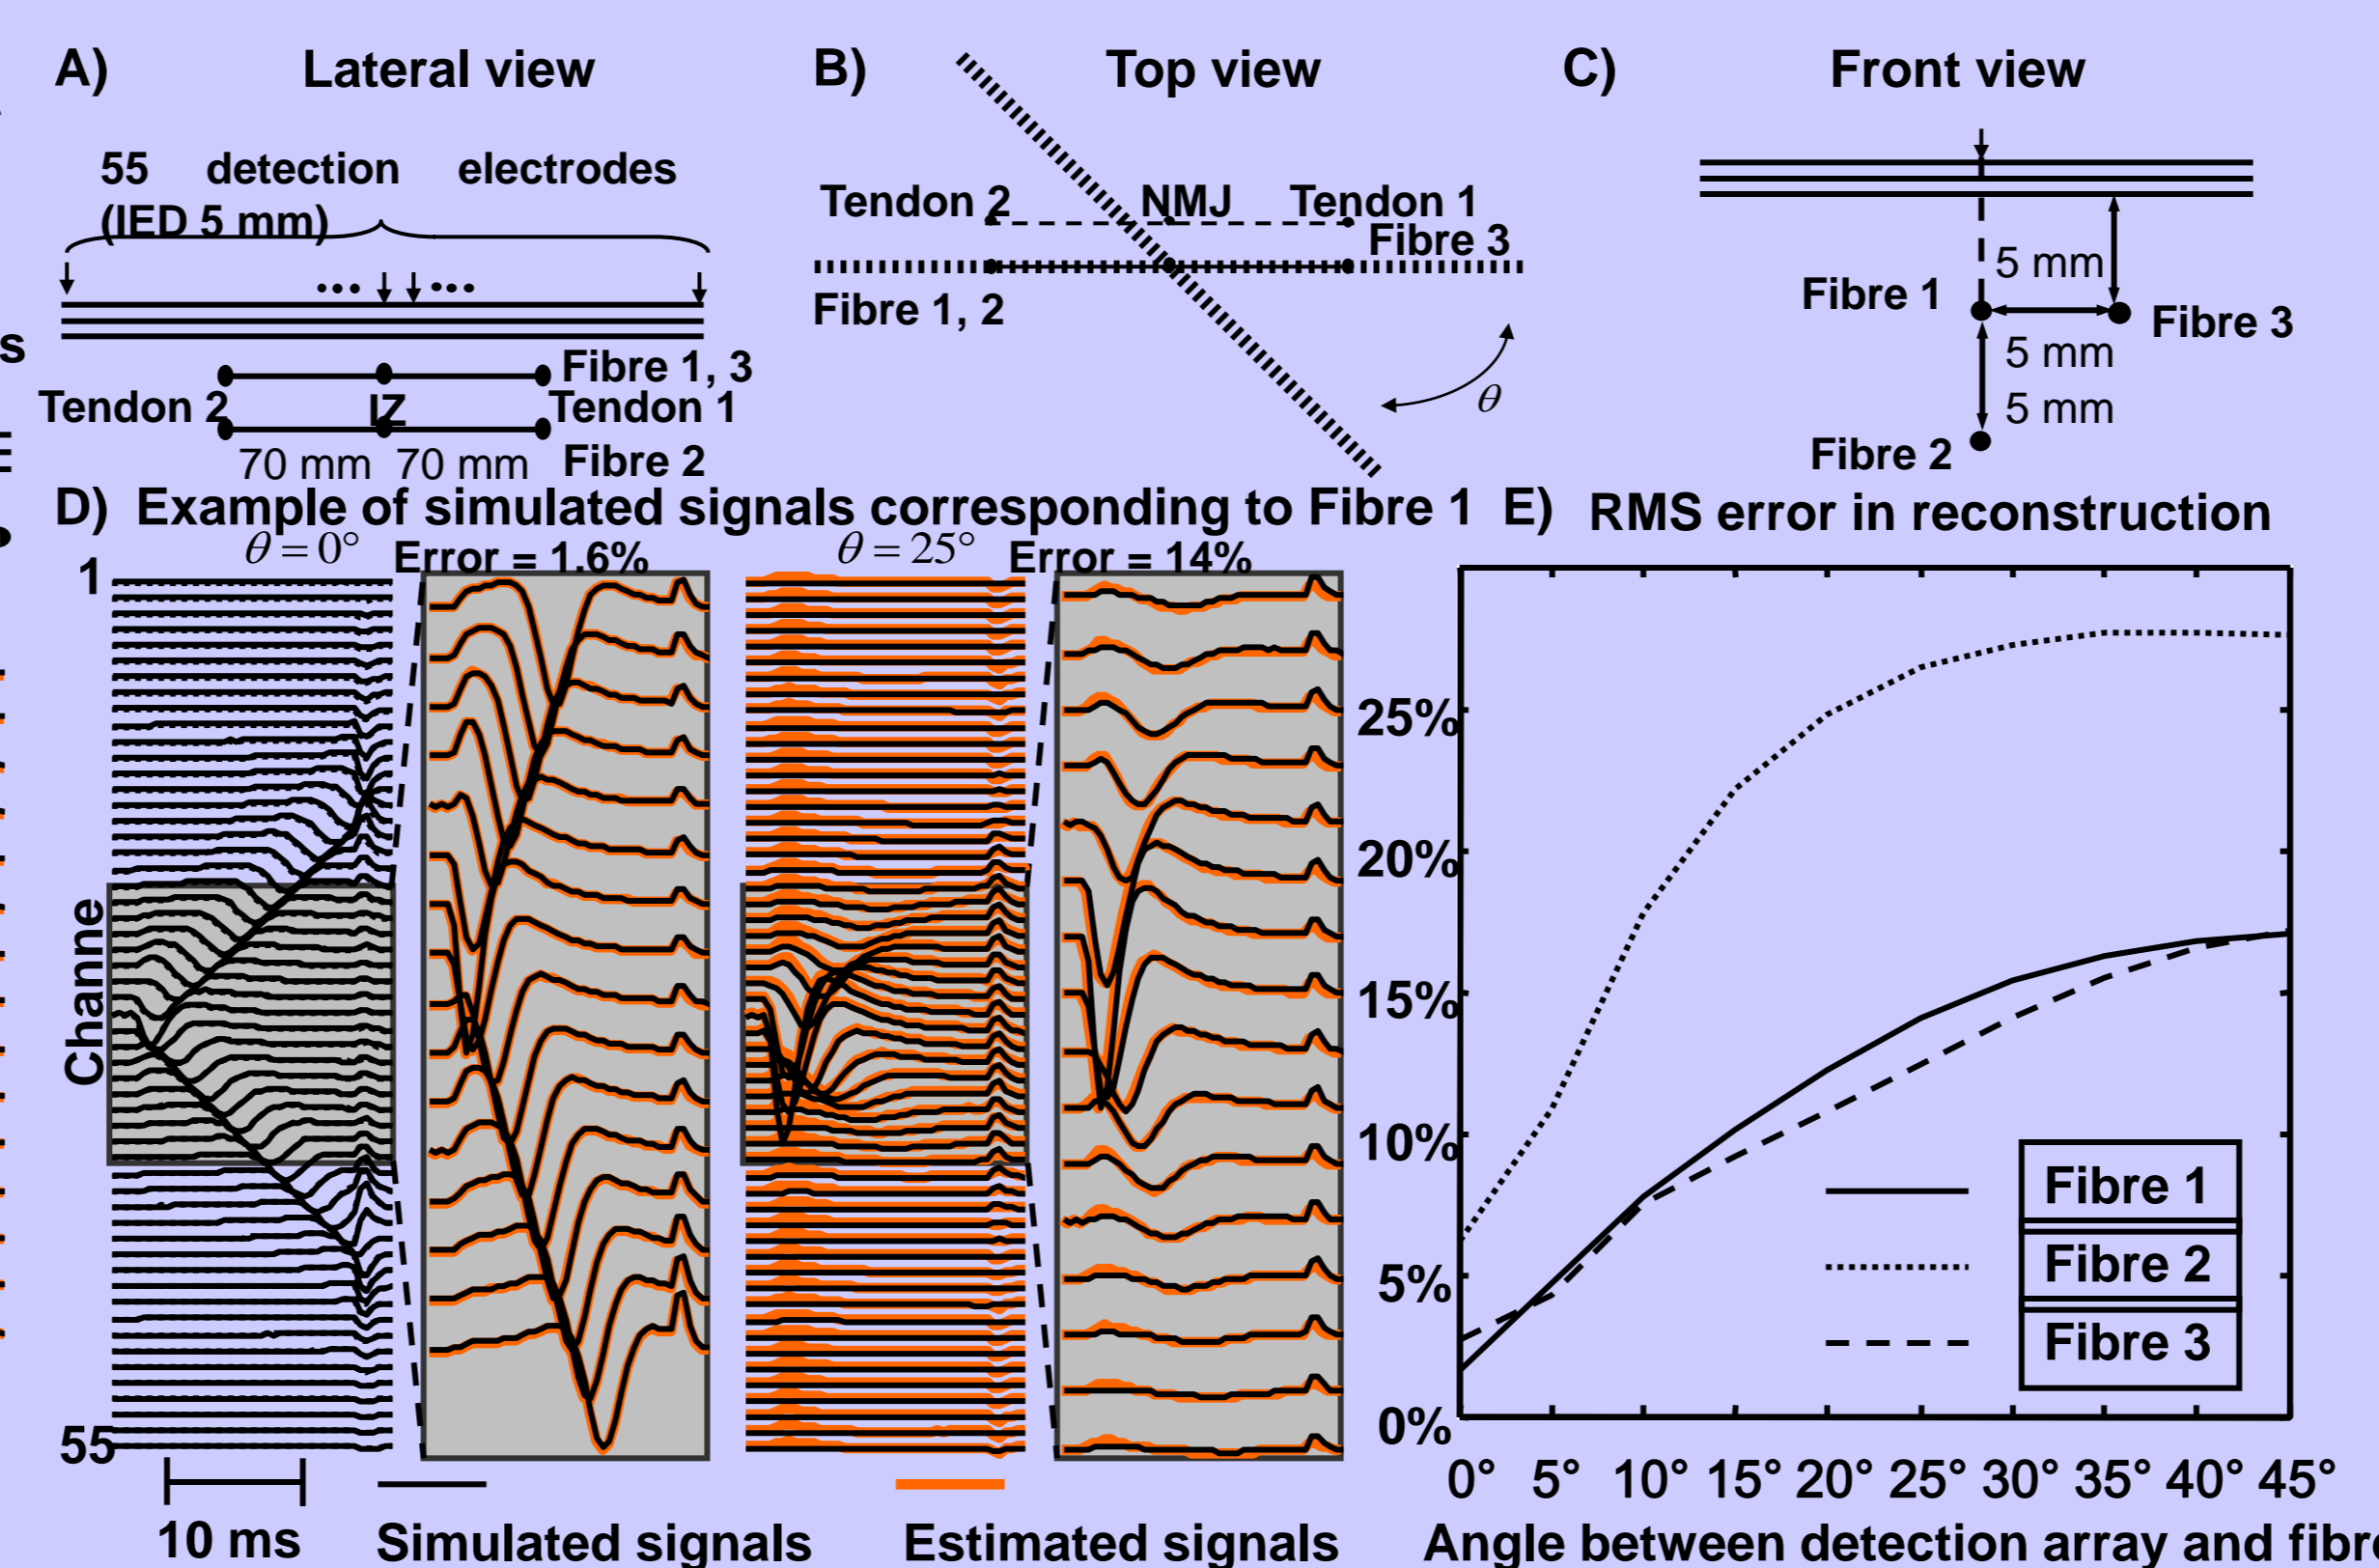 A) Lateral view
55 detection electrodes
(IED 5 mm)
Fibre 1, 3
Tendon 2 IZ Tendon 1
70 mm 70 mm Fibre 2
B) Top view
Tendon 2 NMJ Tendon 1
Fibre 3
Fibre 1, 2
θ
C) Front view
5 mm
Fibre 1
Fibre 3
5 mm
5 mm
Fibre 2
D) Example of simulated signals corresponding to Fibre 1
θ = 0° Error = 1.6% θ = 25° Error = 14%
1
Channe
55
10 ms Simulated signals Estimated signals
E) RMS error in reconstruction
25%
20%
15%
10%
5%
0%
Fibre 1
Fibre 2
Fibre 3
0° 5° 10° 15° 20° 25° 30° 35° 40° 45°
Angle between detection array and fibre